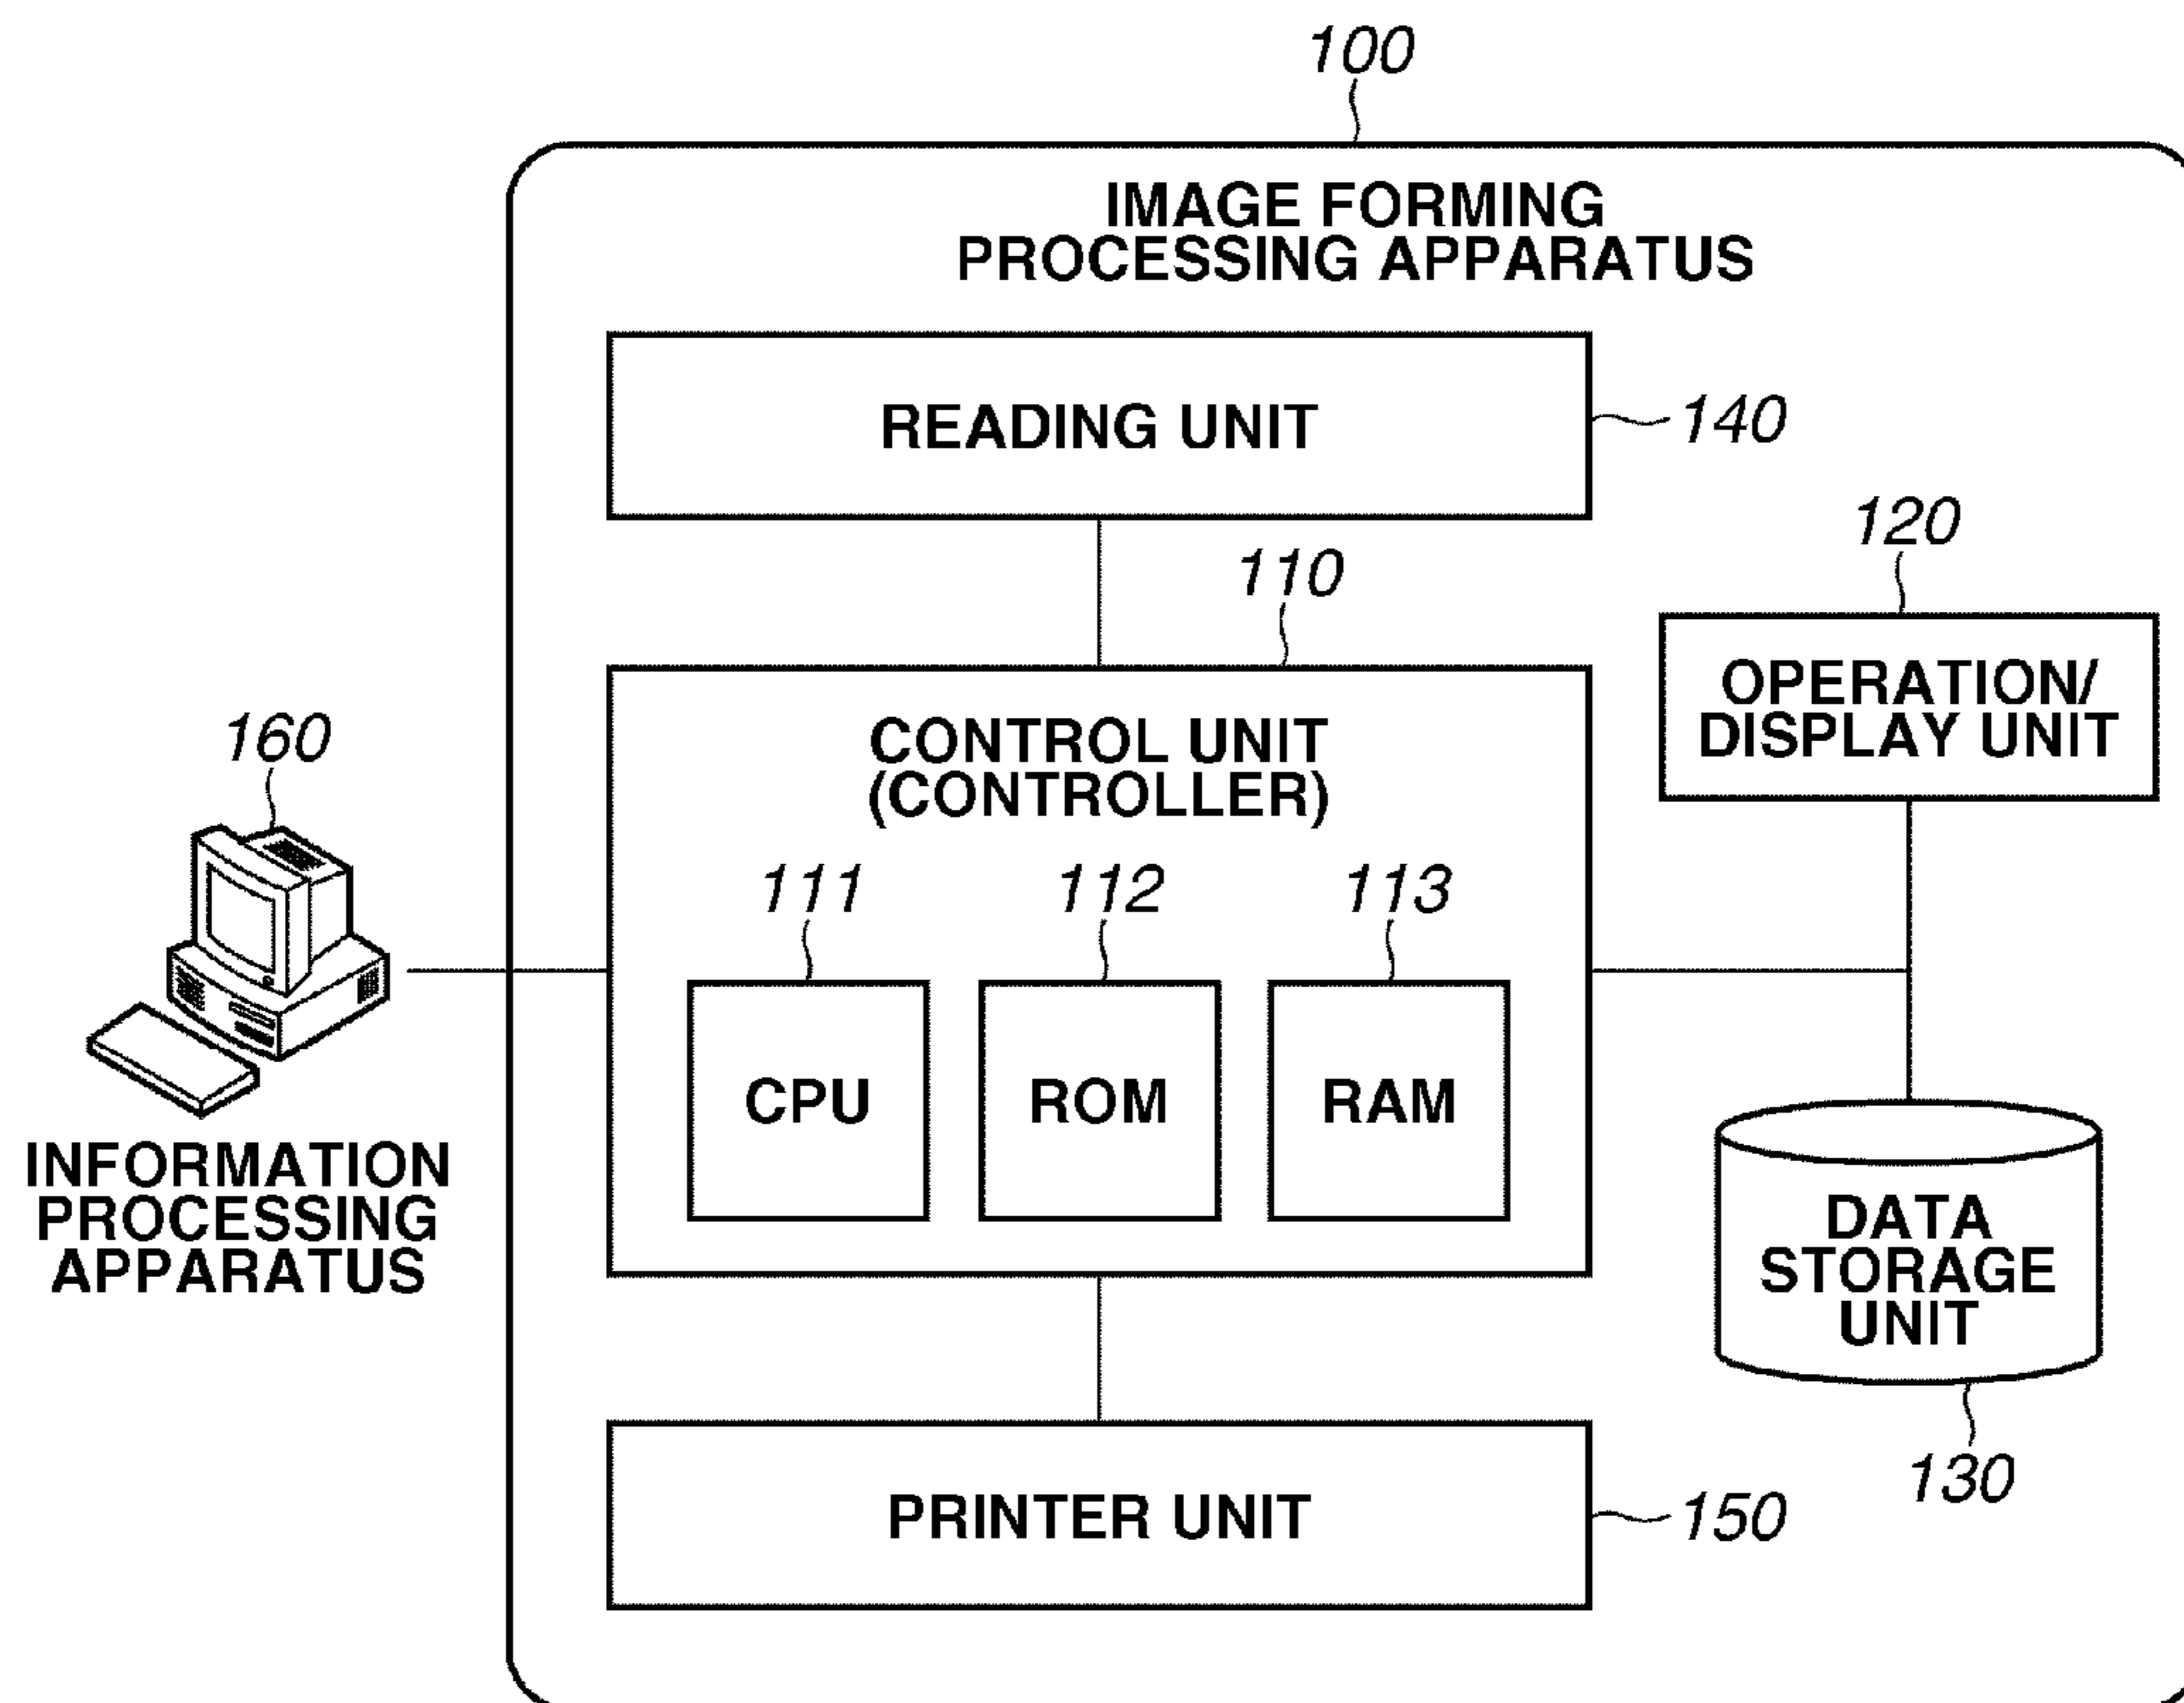 100
IMAGE FORMING
PROCESSING APPARATUS
READING UNIT
140
110
120
OPERATION/
DISPLAY UNIT
CONTROL UNIT
(CONTROLLER)
160
111
112
113
CPU
ROM
RAM
INFORMATION
PROCESSING
APPARATUS
DATA
STORAGE
UNIT
130
PRINTER UNIT
150